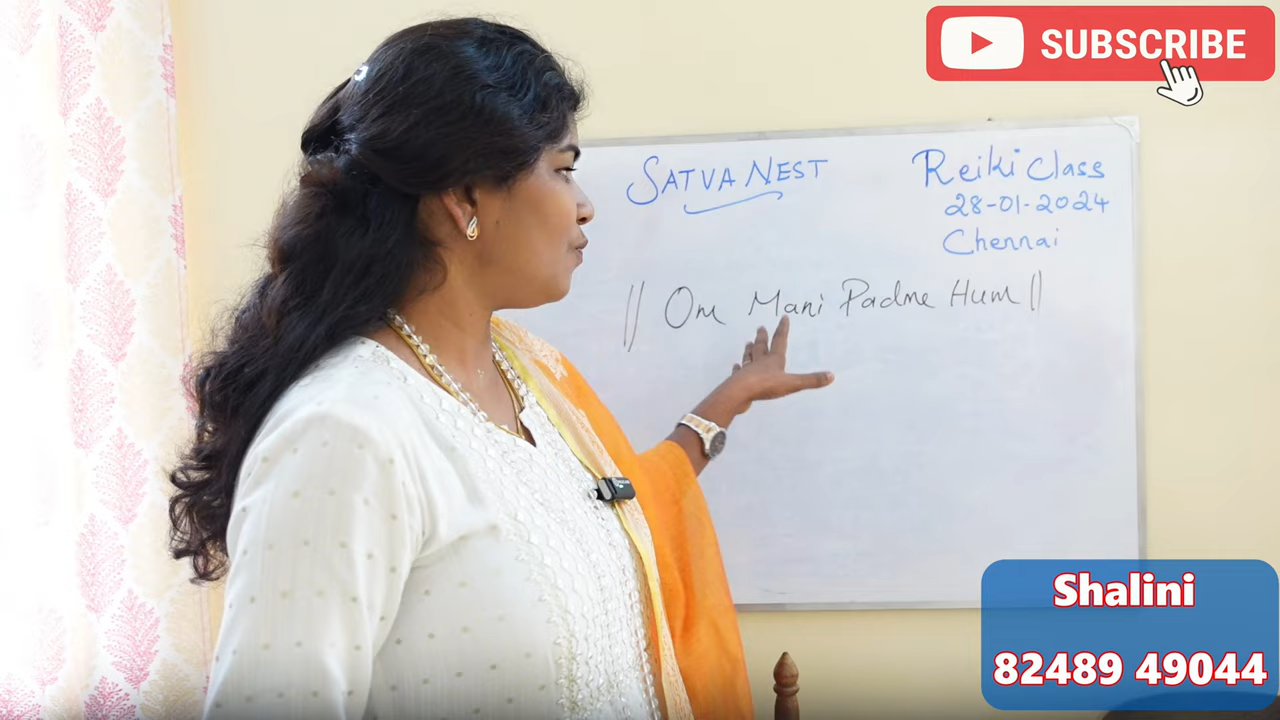 SUBSCRIBE
SATVA NEST
Reiki Class
28-01-2024
Chennai
|| Om Mani Padme Hum ||
Shalini
82489 49044